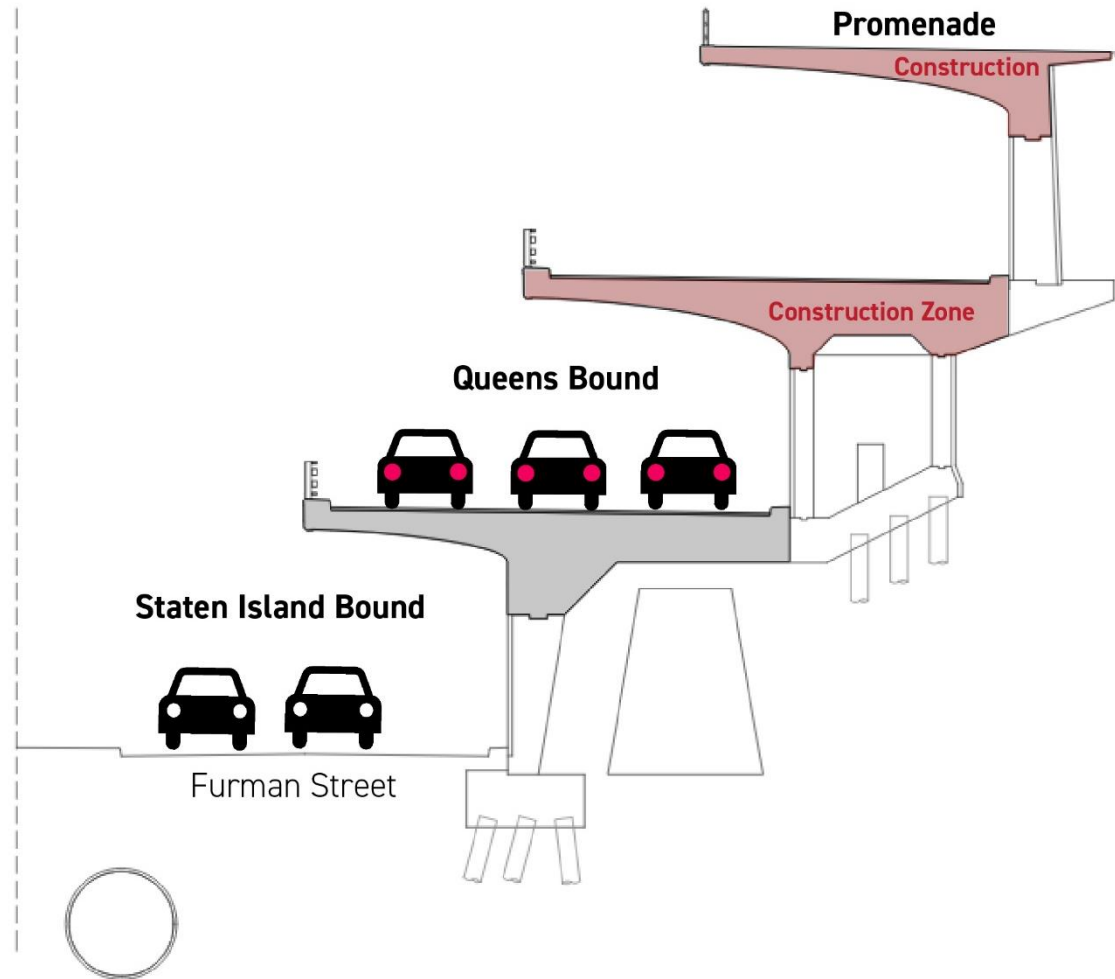 Promenade
Construction
Construction Zone
Queens Bound
Staten Island Bound
Furman Street